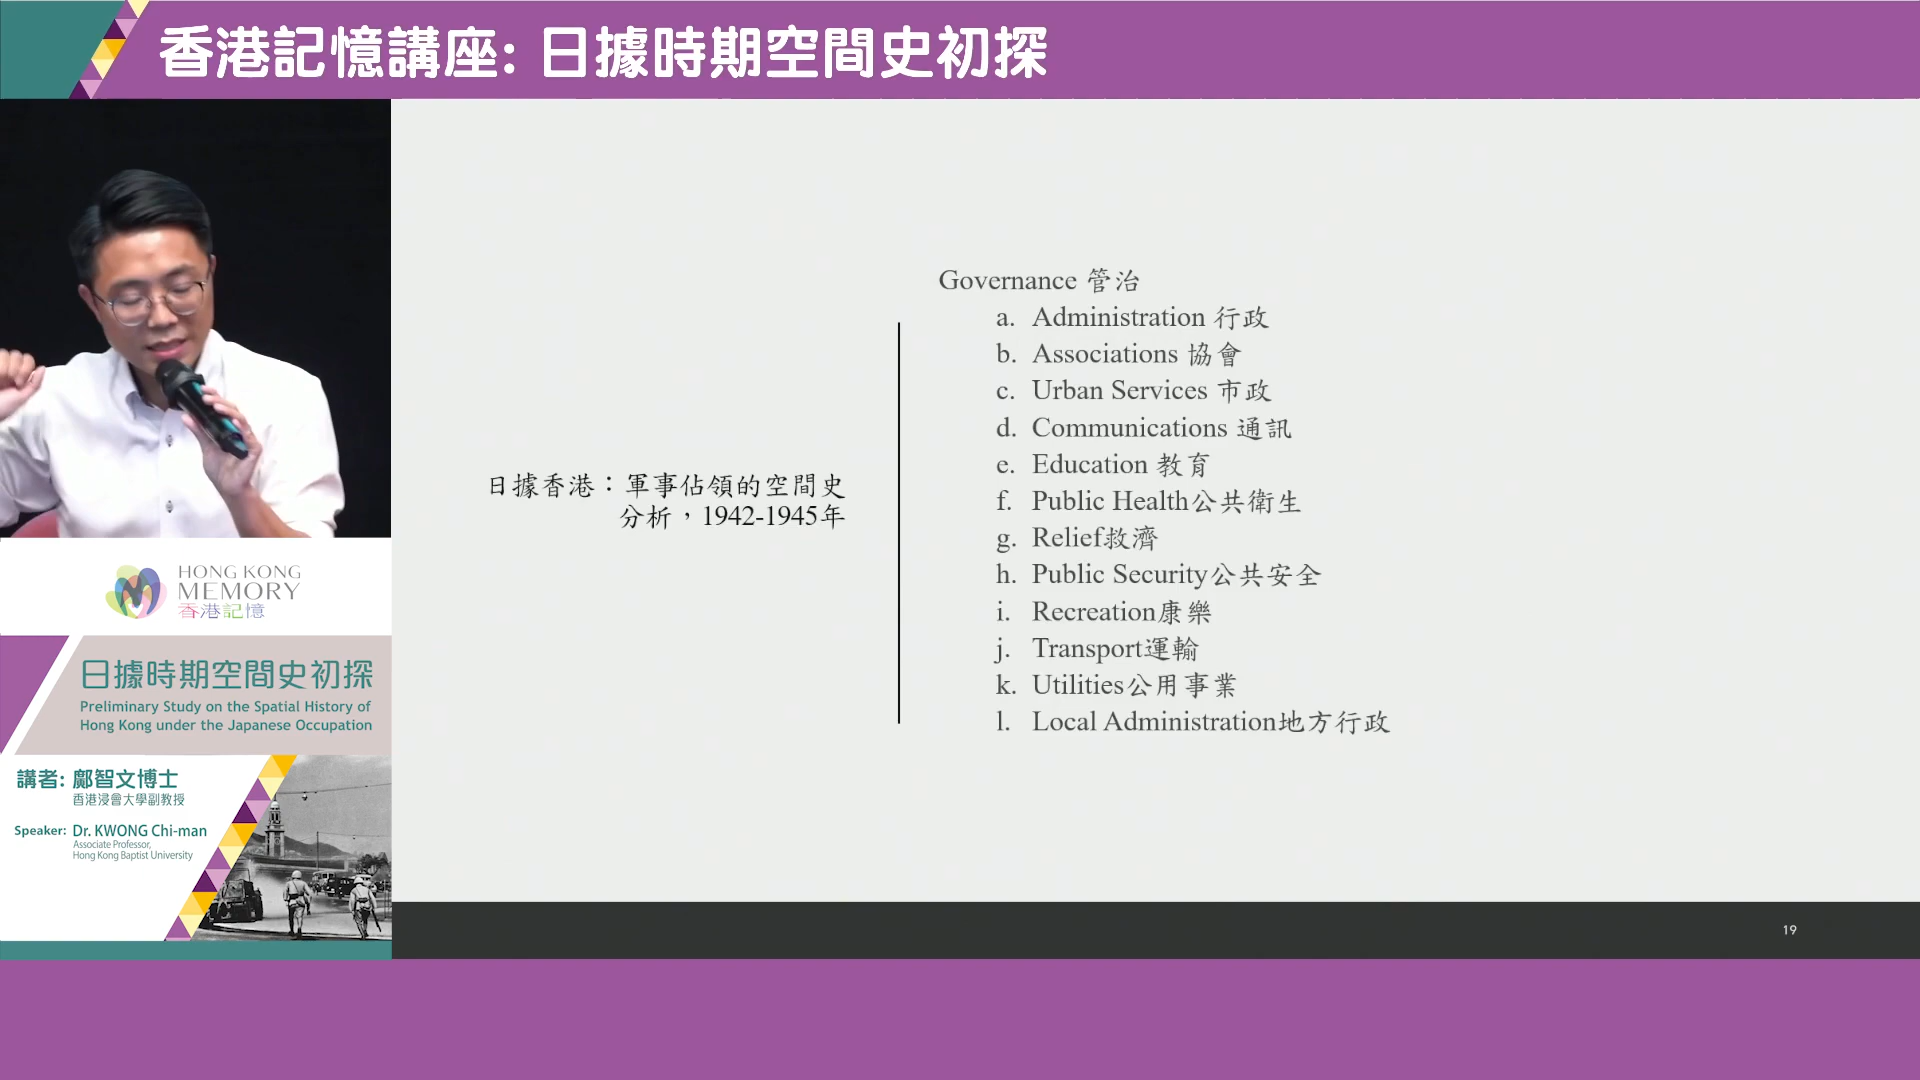 香港記憶講座: 日據時期空間史初探
日據香港：軍事佔領的空間史
分析，1942-1945年
Governance 管治
a. Administration 行政
b. Associations 協會
c. Urban Services 市政
d. Communications 通訊
e. Education 教育
f. Public Health公共衛生
g. Relief救濟
h. Public Security公共安全
i. Recreation康樂
j. Transport運輸
k. Utilities公用事業
l. Local Administration地方行政
19
HONG KONG
MEMORY
香港記憶
日據時期空間史初探
Preliminary Study on the Spatial History of
Hong Kong under the Japanese Occupation
講者: 鄺智文博士
香港浸會大學副教授
Speaker: Dr. KWONG Chi-man
Associate Professor,
Hong Kong Baptist University